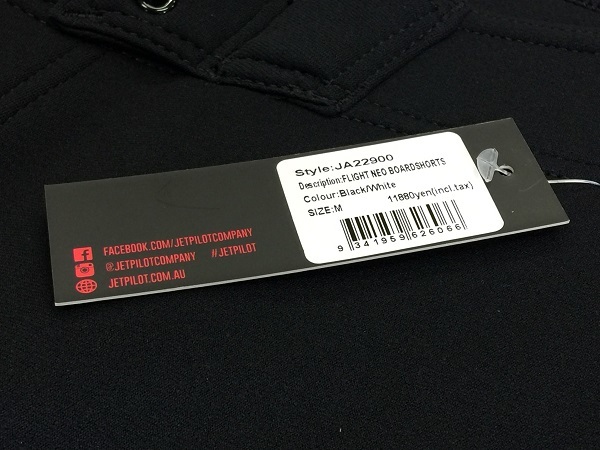 FACEBOOK.COM/JETPILOTCOMPANY
@JETPILOTCOMPANY #JETPILOT
JETPILOT.COM.AU
Style:JA22900
Description:FLIGHT NEO BOARDSHORTS
Colour:Black/White
SIZE:M 11880yen(incl.tax)
9 341959 626066